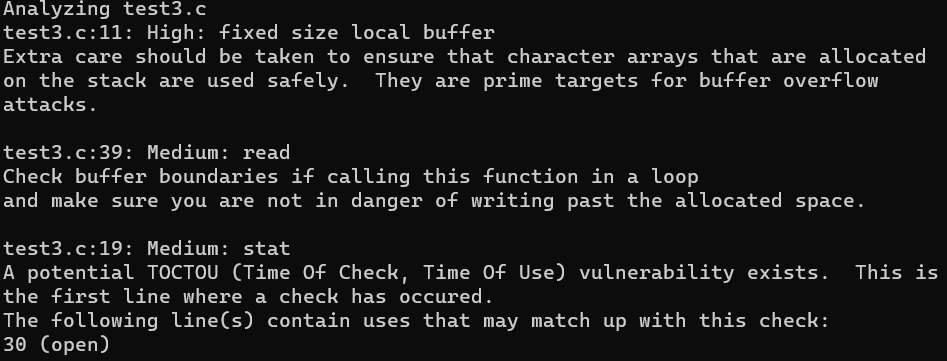 Analyzing test3.c
test3.c:11: High: fixed size local buffer
Extra care should be taken to ensure that character arrays that are allocated
on the stack are used safely.  They are prime targets for buffer overflow
attacks.

test3.c:39: Medium: read
Check buffer boundaries if calling this function in a loop
and make sure you are not in danger of writing past the allocated space.

test3.c:19: Medium: stat
A potential TOCTOU (Time Of Check, Time Of Use) vulnerability exists.  This is
the first line where a check has occured.
The following line(s) contain uses that may match up with this check:
30 (open)